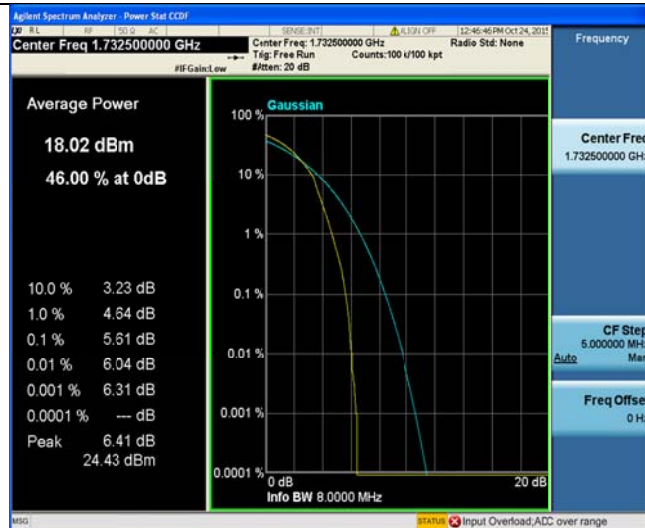 Agilent Spectrum Analyzer - Power Stat CCDF
RL RF 50 Ω AC SENSE:INT ALIGN OFF 12:46:46 PM Oct 24, 201
Center Freq 1.732500000 GHz
Center Freq: 1.732500000 GHz Radio Std: None
Trig: Free Run Counts:100 k/100 kpt
#IFGain:Low #Atten: 20 dB
Frequency
Average Power
18.02 dBm
46.00 % at 0dB
10.0 % 3.23 dB
1.0 % 4.64 dB
0.1 % 5.61 dB
0.01 % 6.04 dB
0.001 % 6.31 dB
0.0001 % --- dB
Peak 6.41 dB
24.43 dBm
Gaussian
100 %
10 %
1 %
0.1 %
0.01 %
0.001 %
0.0001 %
0 dB 20 dB
Info BW 8.0000 MHz
Center Freq
1.732500000 GHz
CF Step
5.000000 MHz
Auto Man
Freq Offse
0 Hz
MSG STATUS Input Overload;ADC over range